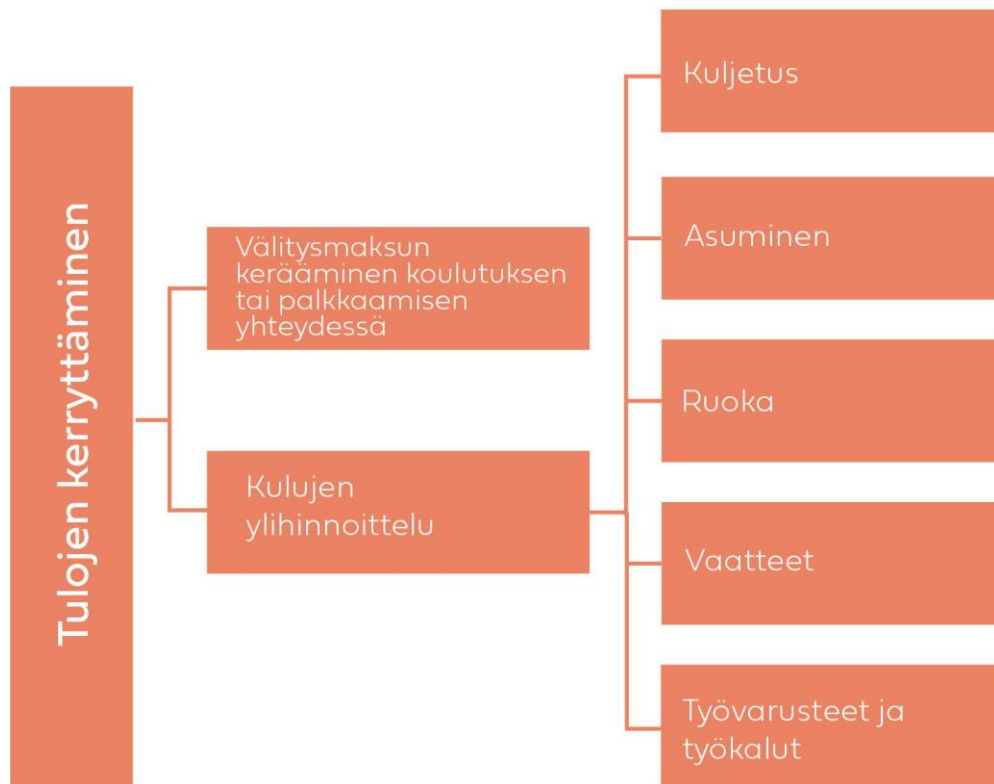 Tulojen kerryttäminen
Välitysmaksun
kerääminen koulutuksen
tai palkkaamisen
yhteydessä
Kulujen
ylihinnoittelu
Kuljetus
Asuminen
Ruoka
Vaatteet
Työvarusteet ja
työkalut